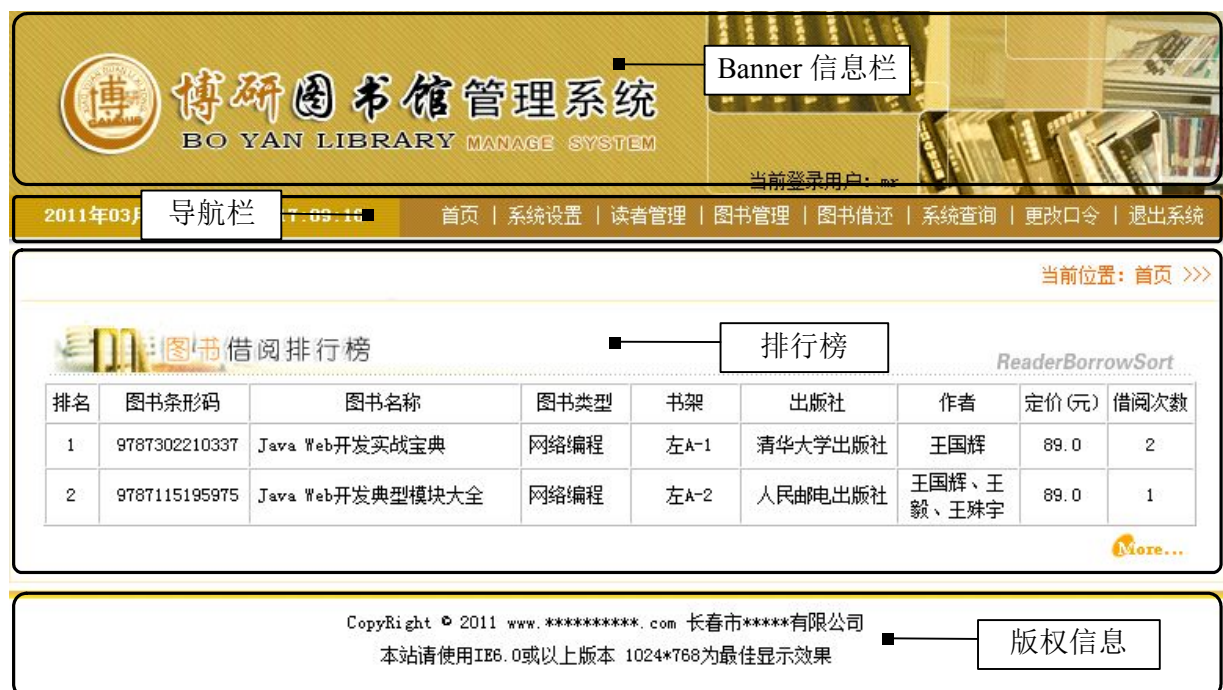 博研图书馆管理系统
BO YAN LIBRARY MANAGE SYSTEM
Banner 信息栏
当前登录用户：mr
2011年03月
导航栏
17:09:18
首页 | 系统设置 | 读者管理 | 图书管理 | 图书借还 | 系统查询 | 更改口令 | 退出系统
当前位置：首页 >>>
图书借阅排行榜
排行榜
ReaderBorrowSort
排名 图书条形码 图书名称 图书类型 书架 出版社 作者 定价(元) 借阅次数
1 9787302210337 Java Web开发实战宝典 网络编程 左A-1 清华大学出版社 王国辉 89.0 2
2 9787115195975 Java Web开发典型模块大全 网络编程 左A-2 人民邮电出版社 王国辉、王毅、王殊宇 89.0 1
More...
CopyRight © 2011 www.**********.com 长春市*****有限公司
本站请使用IE6.0或以上版本 1024*768为最佳显示效果
版权信息